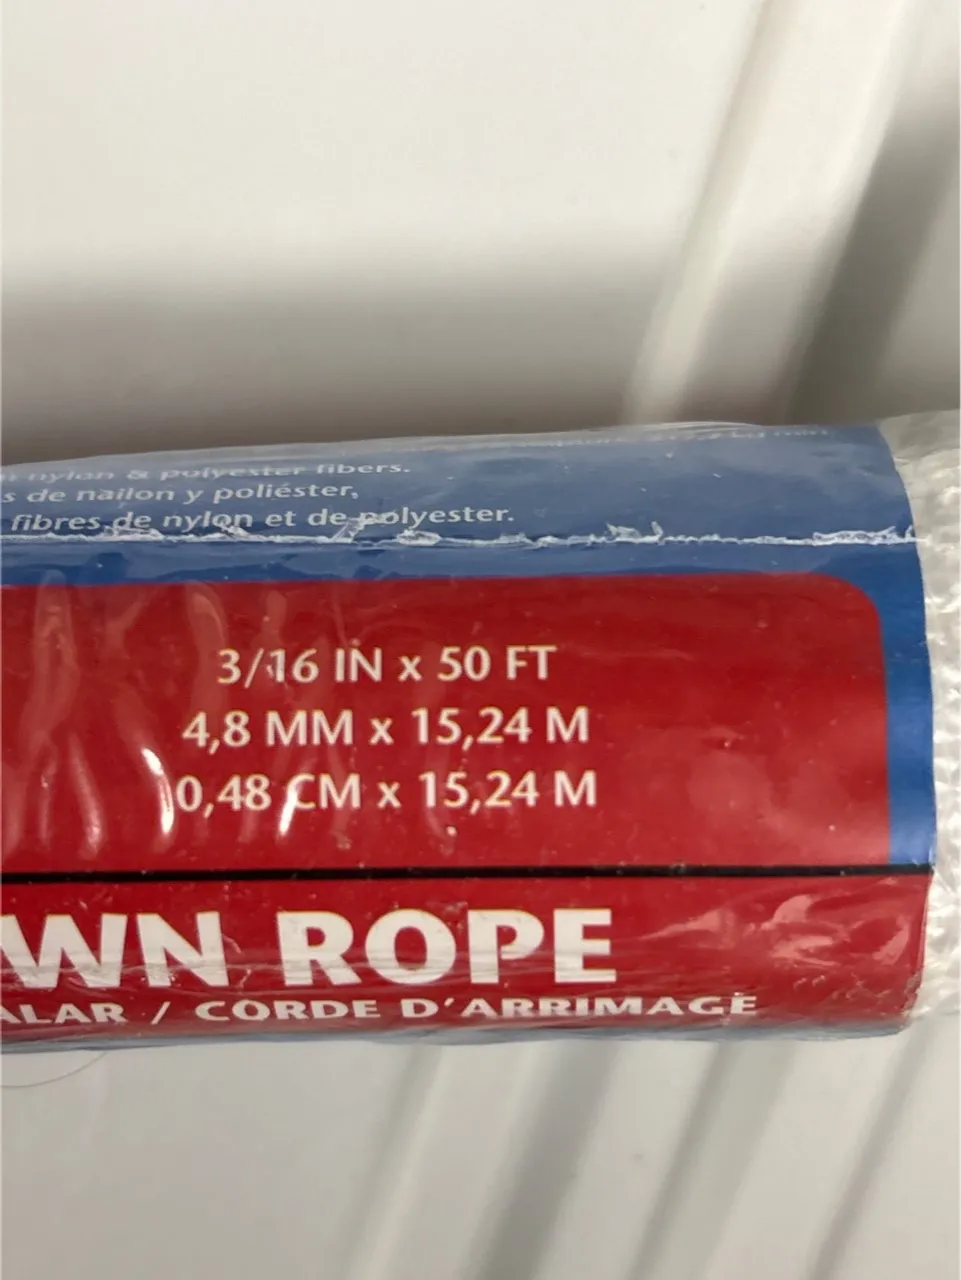 nylon & polyester fibers.
s de nailon y poliéster,
fibres de nylon et de polyester.
3/16 IN x 50 FT
4,8 MM x 15,24 M
0,48 CM x 15,24 M
WN ROPE
ALAR / CORDE D'ARRIMAGE